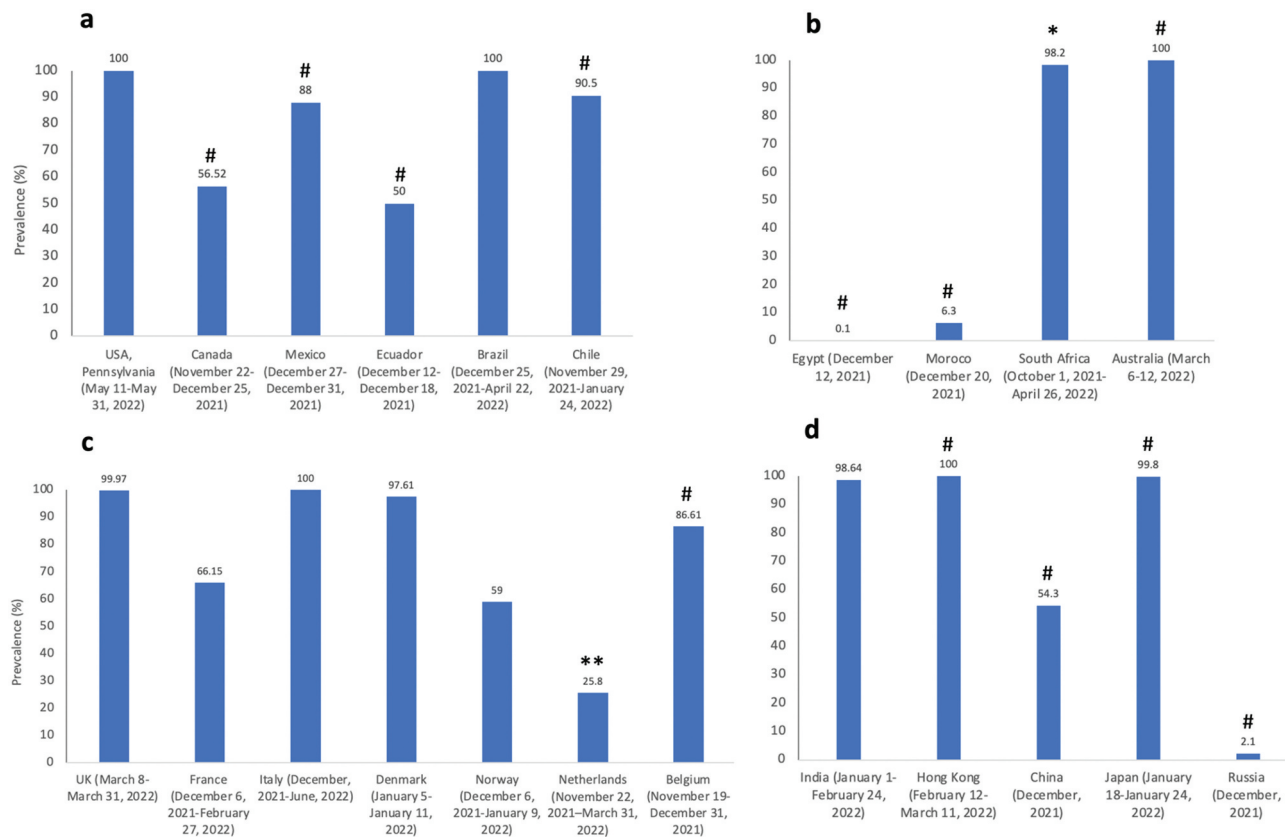 a
100
#
56.52
#
88
#
50
100
#
90.5
Prevalence (%)
100
90
80
70
60
50
40
30
20
10
0
USA,
Pennsylvania
(May 11-May
31, 2022)
Canada
(November 22-
December 25,
2021)
Mexico
(December 27-
December 31,
2021)
Ecuador
(December 12-
December 18,
2021)
Brazil
(December 25,
2021-April 22,
2022)
Chile
(November 29,
2021-January
24, 2022)
b
#
0.1
#
6.3
*
98.2
#
100
100
90
80
70
60
50
40
30
20
10
0
Egypt (December
12, 2021)
Moroco
(December 20,
2021)
South Africa
(October 1, 2021-
April 26, 2022)
Australia (March
6-12, 2022)
c
99.97
66.15
100
97.61
59
**
25.8
#
86.61
Prevcalence (%)
100
90
80
70
60
50
40
30
20
10
0
UK (March 8-
March 31, 2022)
France
(December 6,
2021-February
27, 2022)
Italy (December,
2021-June, 2022)
Denmark
(January 5-
January 11,
2022)
Norway
(December 6,
2021-January 9,
2022)
Netherlands
(November 22,
2021–March 31,
2022)
Belgium
(November 19-
December 31,
2021)
d
98.64
#
100
#
54.3
#
99.8
#
2.1
100
90
80
70
60
50
40
30
20
10
0
India (January 1-
February 24,
2022)
Hong Kong
(February 12-
March 11, 2022)
China
(December,
2021)
Japan (January
18-January 24,
2022)
Russia
(December,
2021)